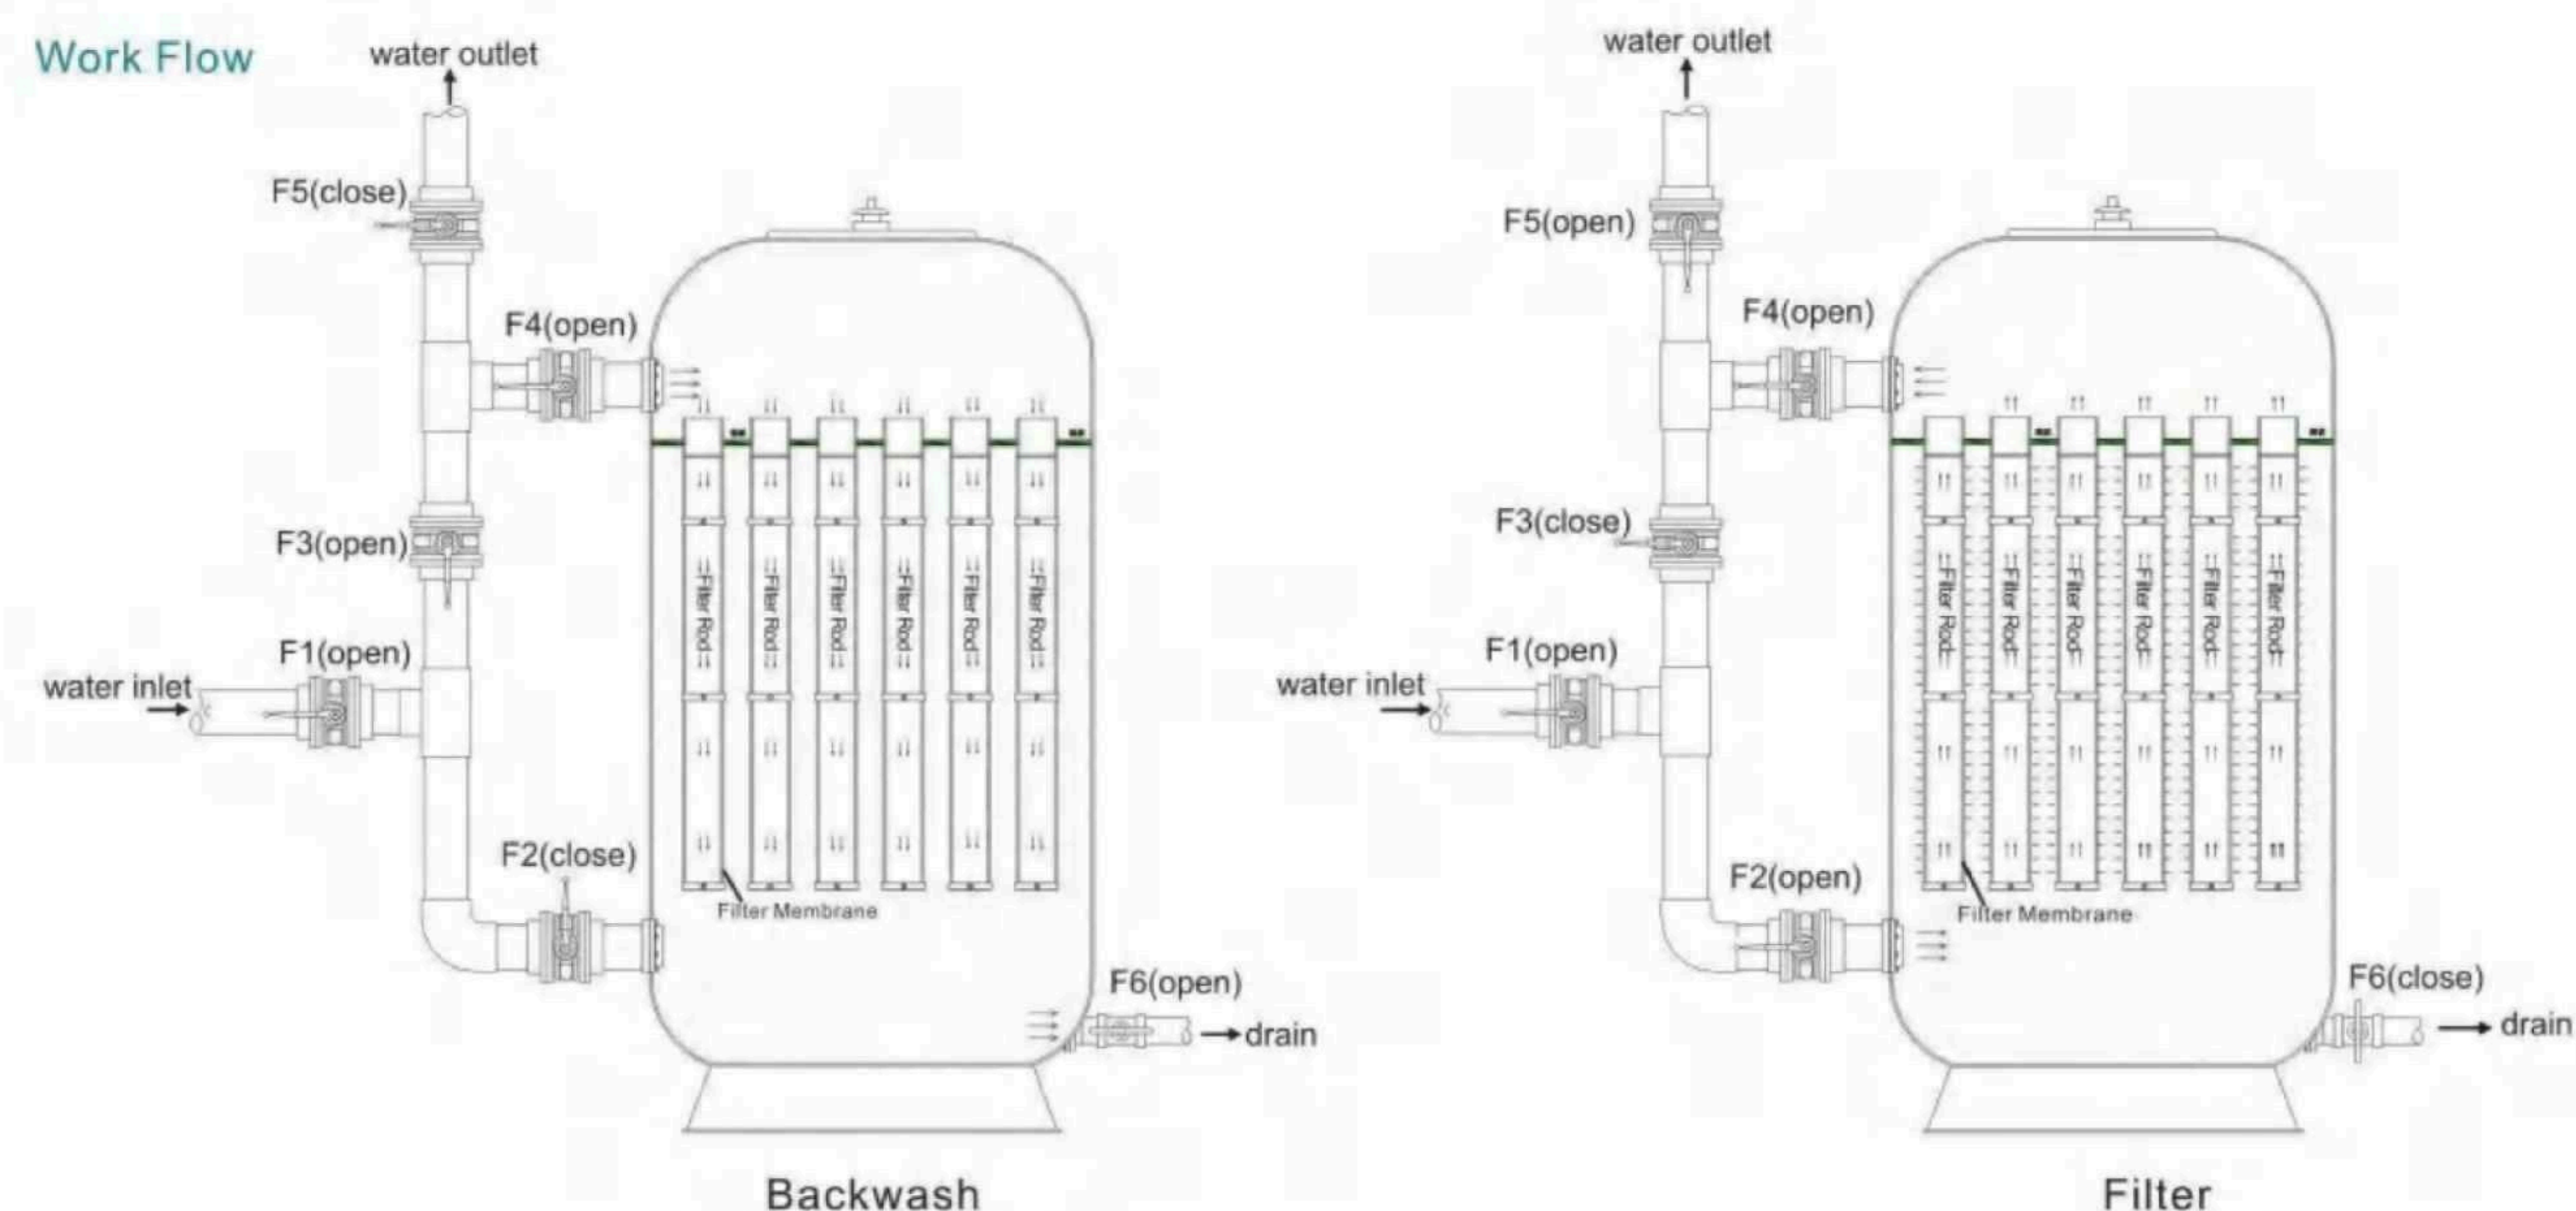 Work Flow
water outlet
F5(close)
F4(open)
F3(open)
F1(open)
water inlet
F2(close)
Filter Rod
Filter Rod
Filter Rod
Filter Rod
Filter Rod
Filter Rod
Filter Membrane
F6(open)
drain
Backwash
water outlet
F5(open)
F4(open)
F3(close)
F1(open)
water inlet
F2(open)
Filter Rod
Filter Rod
Filter Rod
Filter Rod
Filter Rod
Filter Rod
Filter Membrane
F6(close)
drain
Filter